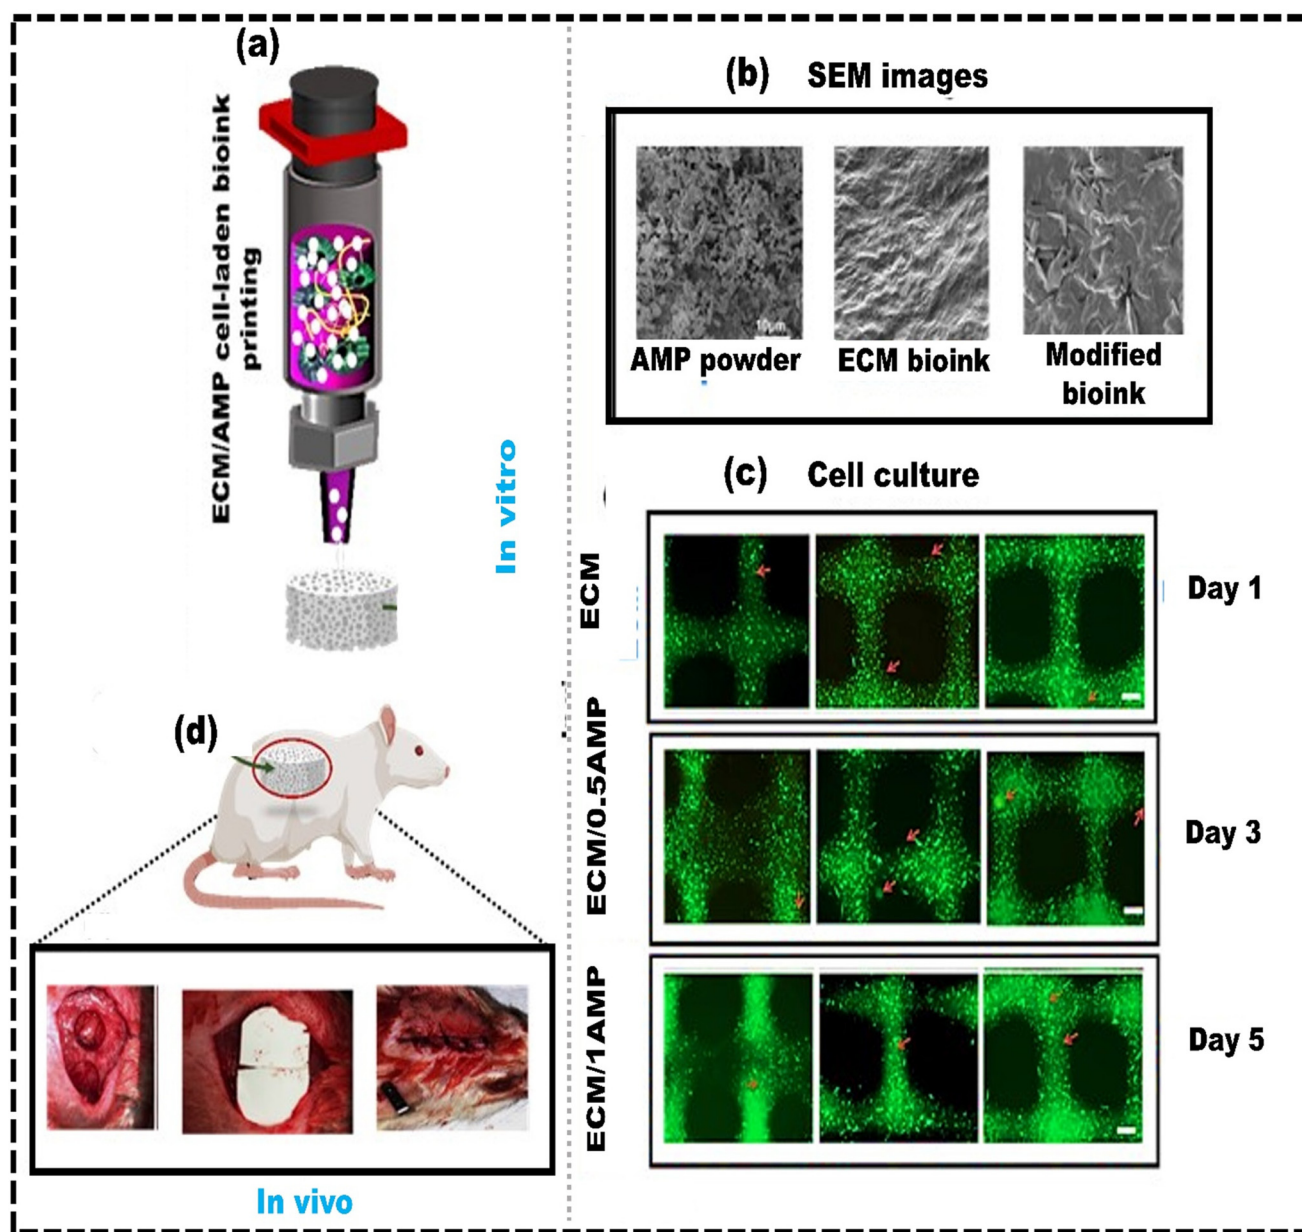 (a)
ECM/AMP cell-laden bioink
printing
In vitro
(b) SEM images
10μm
AMP powder
ECM bioink
Modified
bioink
(c) Cell culture
ECM
Day 1
ECM/0.5AMP
Day 3
ECM/1AMP
Day 5
(d)
In vivo